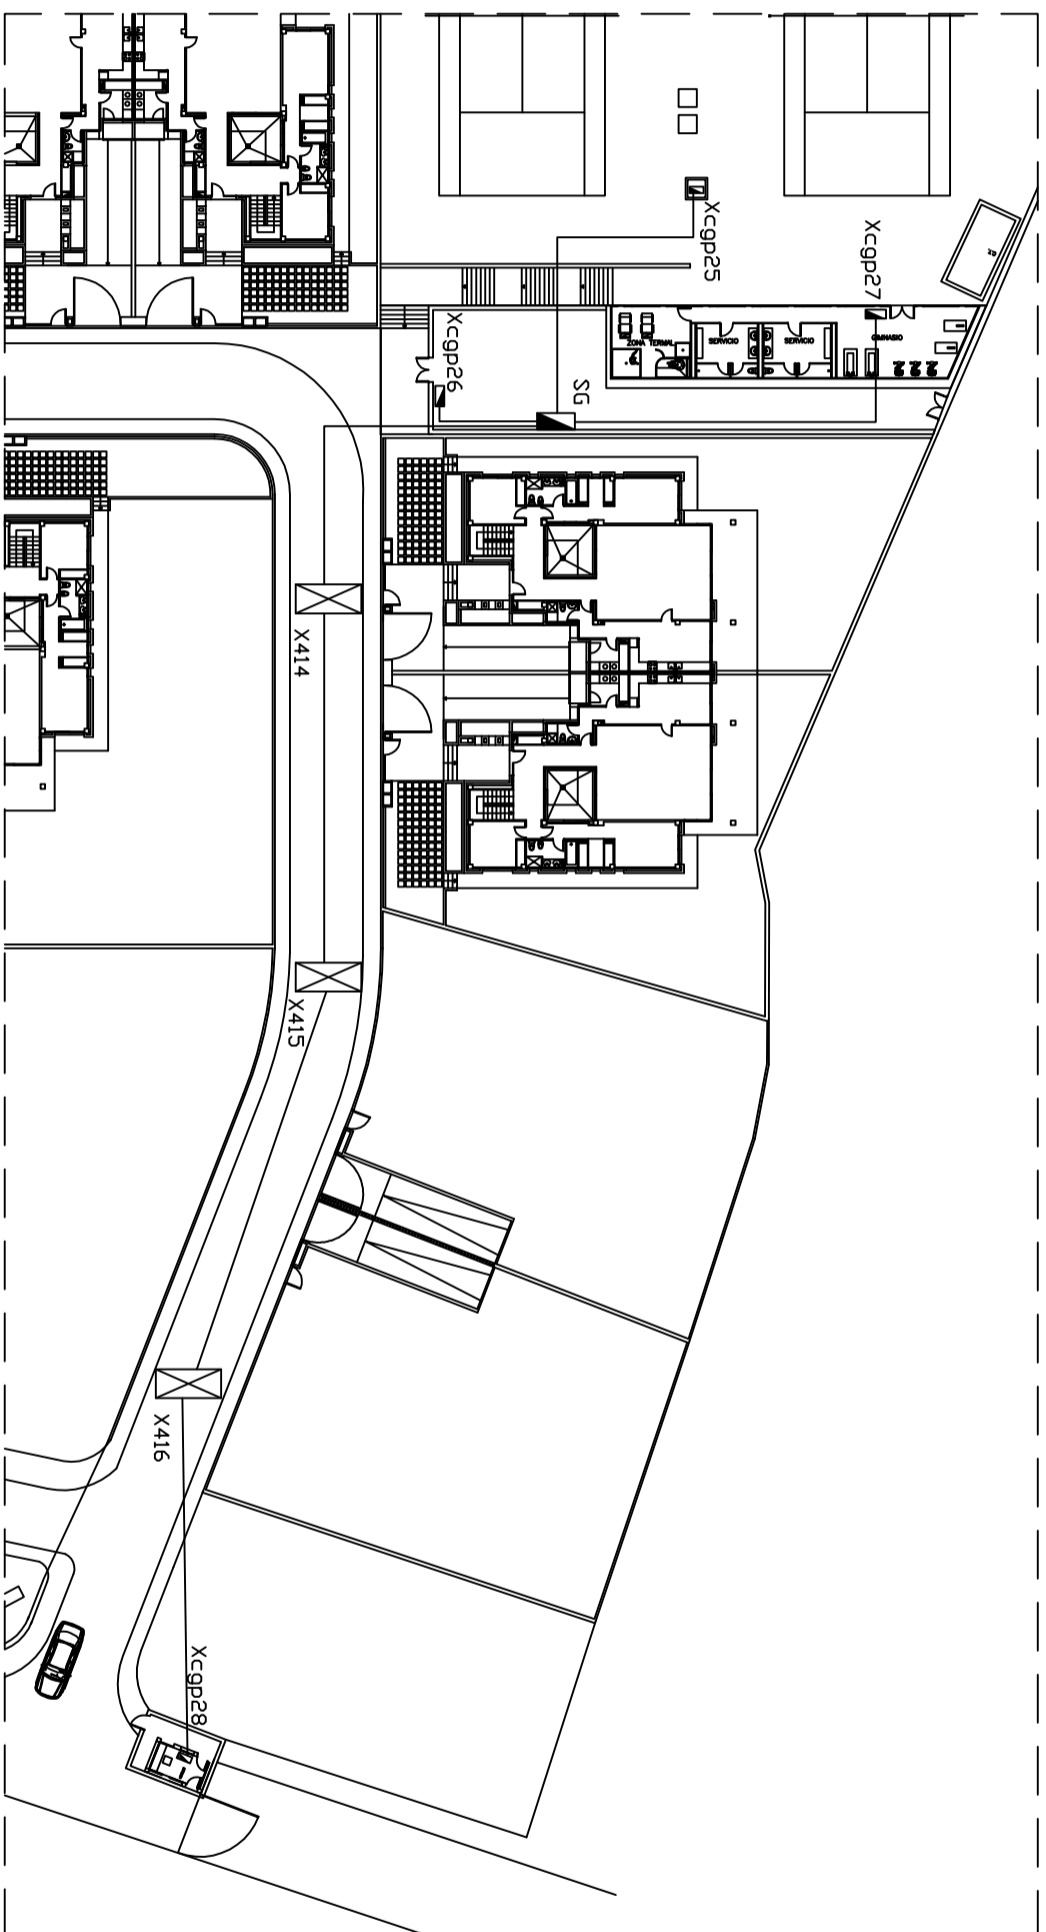 Xcgp25
Xcgp27
Xcgp26
ZONA TERMAL
SERVICIO
SERVICIO
GIMNASIO
SG
X414
X415
X416
Xcgp28